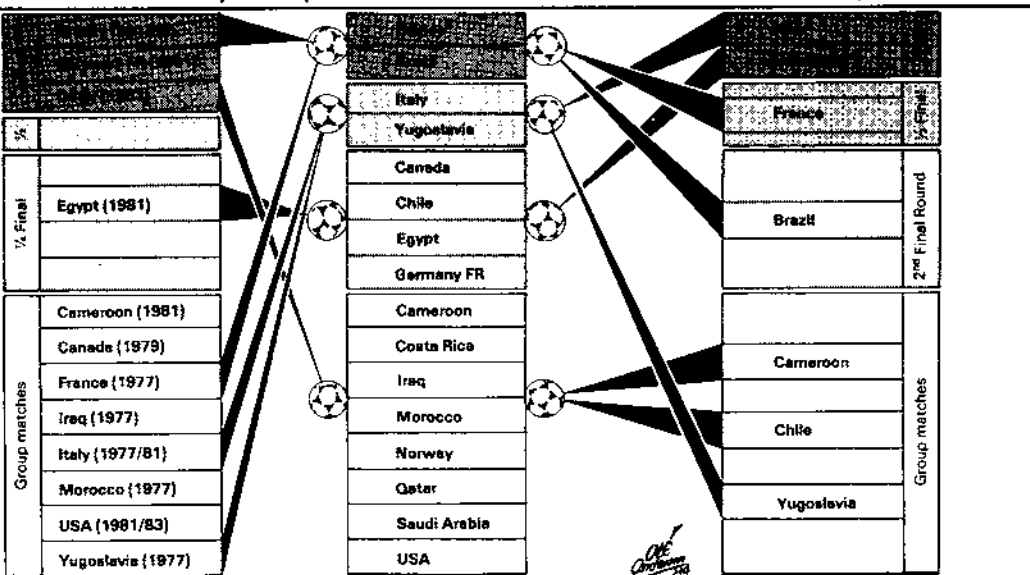 ½
¼ Final
Egypt (1981)
Group matches
Cameroon (1981)
Canada (1979)
France (1977)
Iraq (1977)
Italy (1977/81)
Morocco (1977)
USA (1981/83)
Yugoslavia (1977)
Italy
Yugoslavia
Canada
Chile
Egypt
Germany FR
Cameroon
Costa Rica
Iraq
Morocco
Norway
Qatar
Saudi Arabia
USA
France
½ Final
Brazil
2nd Final Round
Cameroon
Chile
Yugoslavia
Group matches